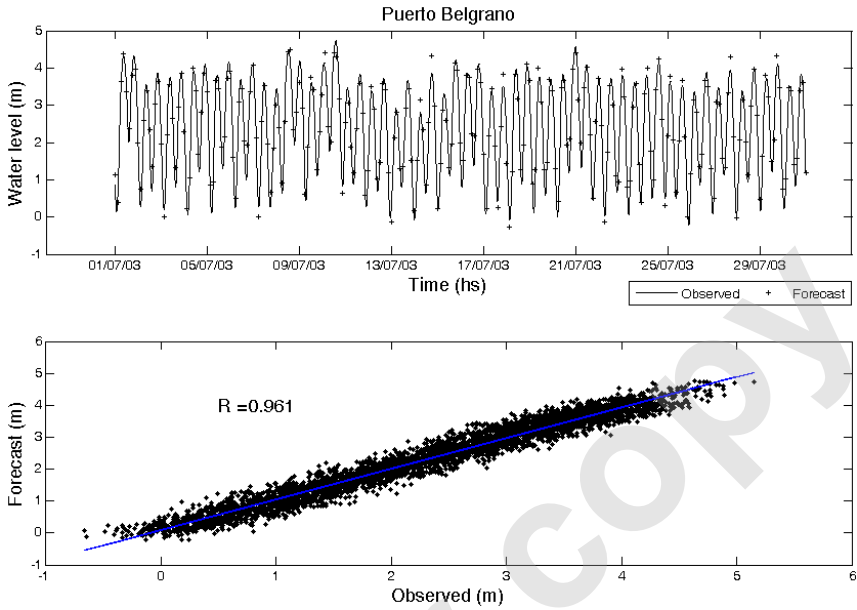 Puerto Belgrano
Water level (m)
5
4
3
2
1
0
-1
01/07/03 05/07/03 09/07/03 13/07/03 17/07/03 21/07/03 25/07/03 29/07/03
Time (hs)
Observed + Forecast
Forecast (m)
6
5
4
3
2
1
0
-1
R =0.961
-1 0 1 2 3 4 5 6
Observed (m)
copy